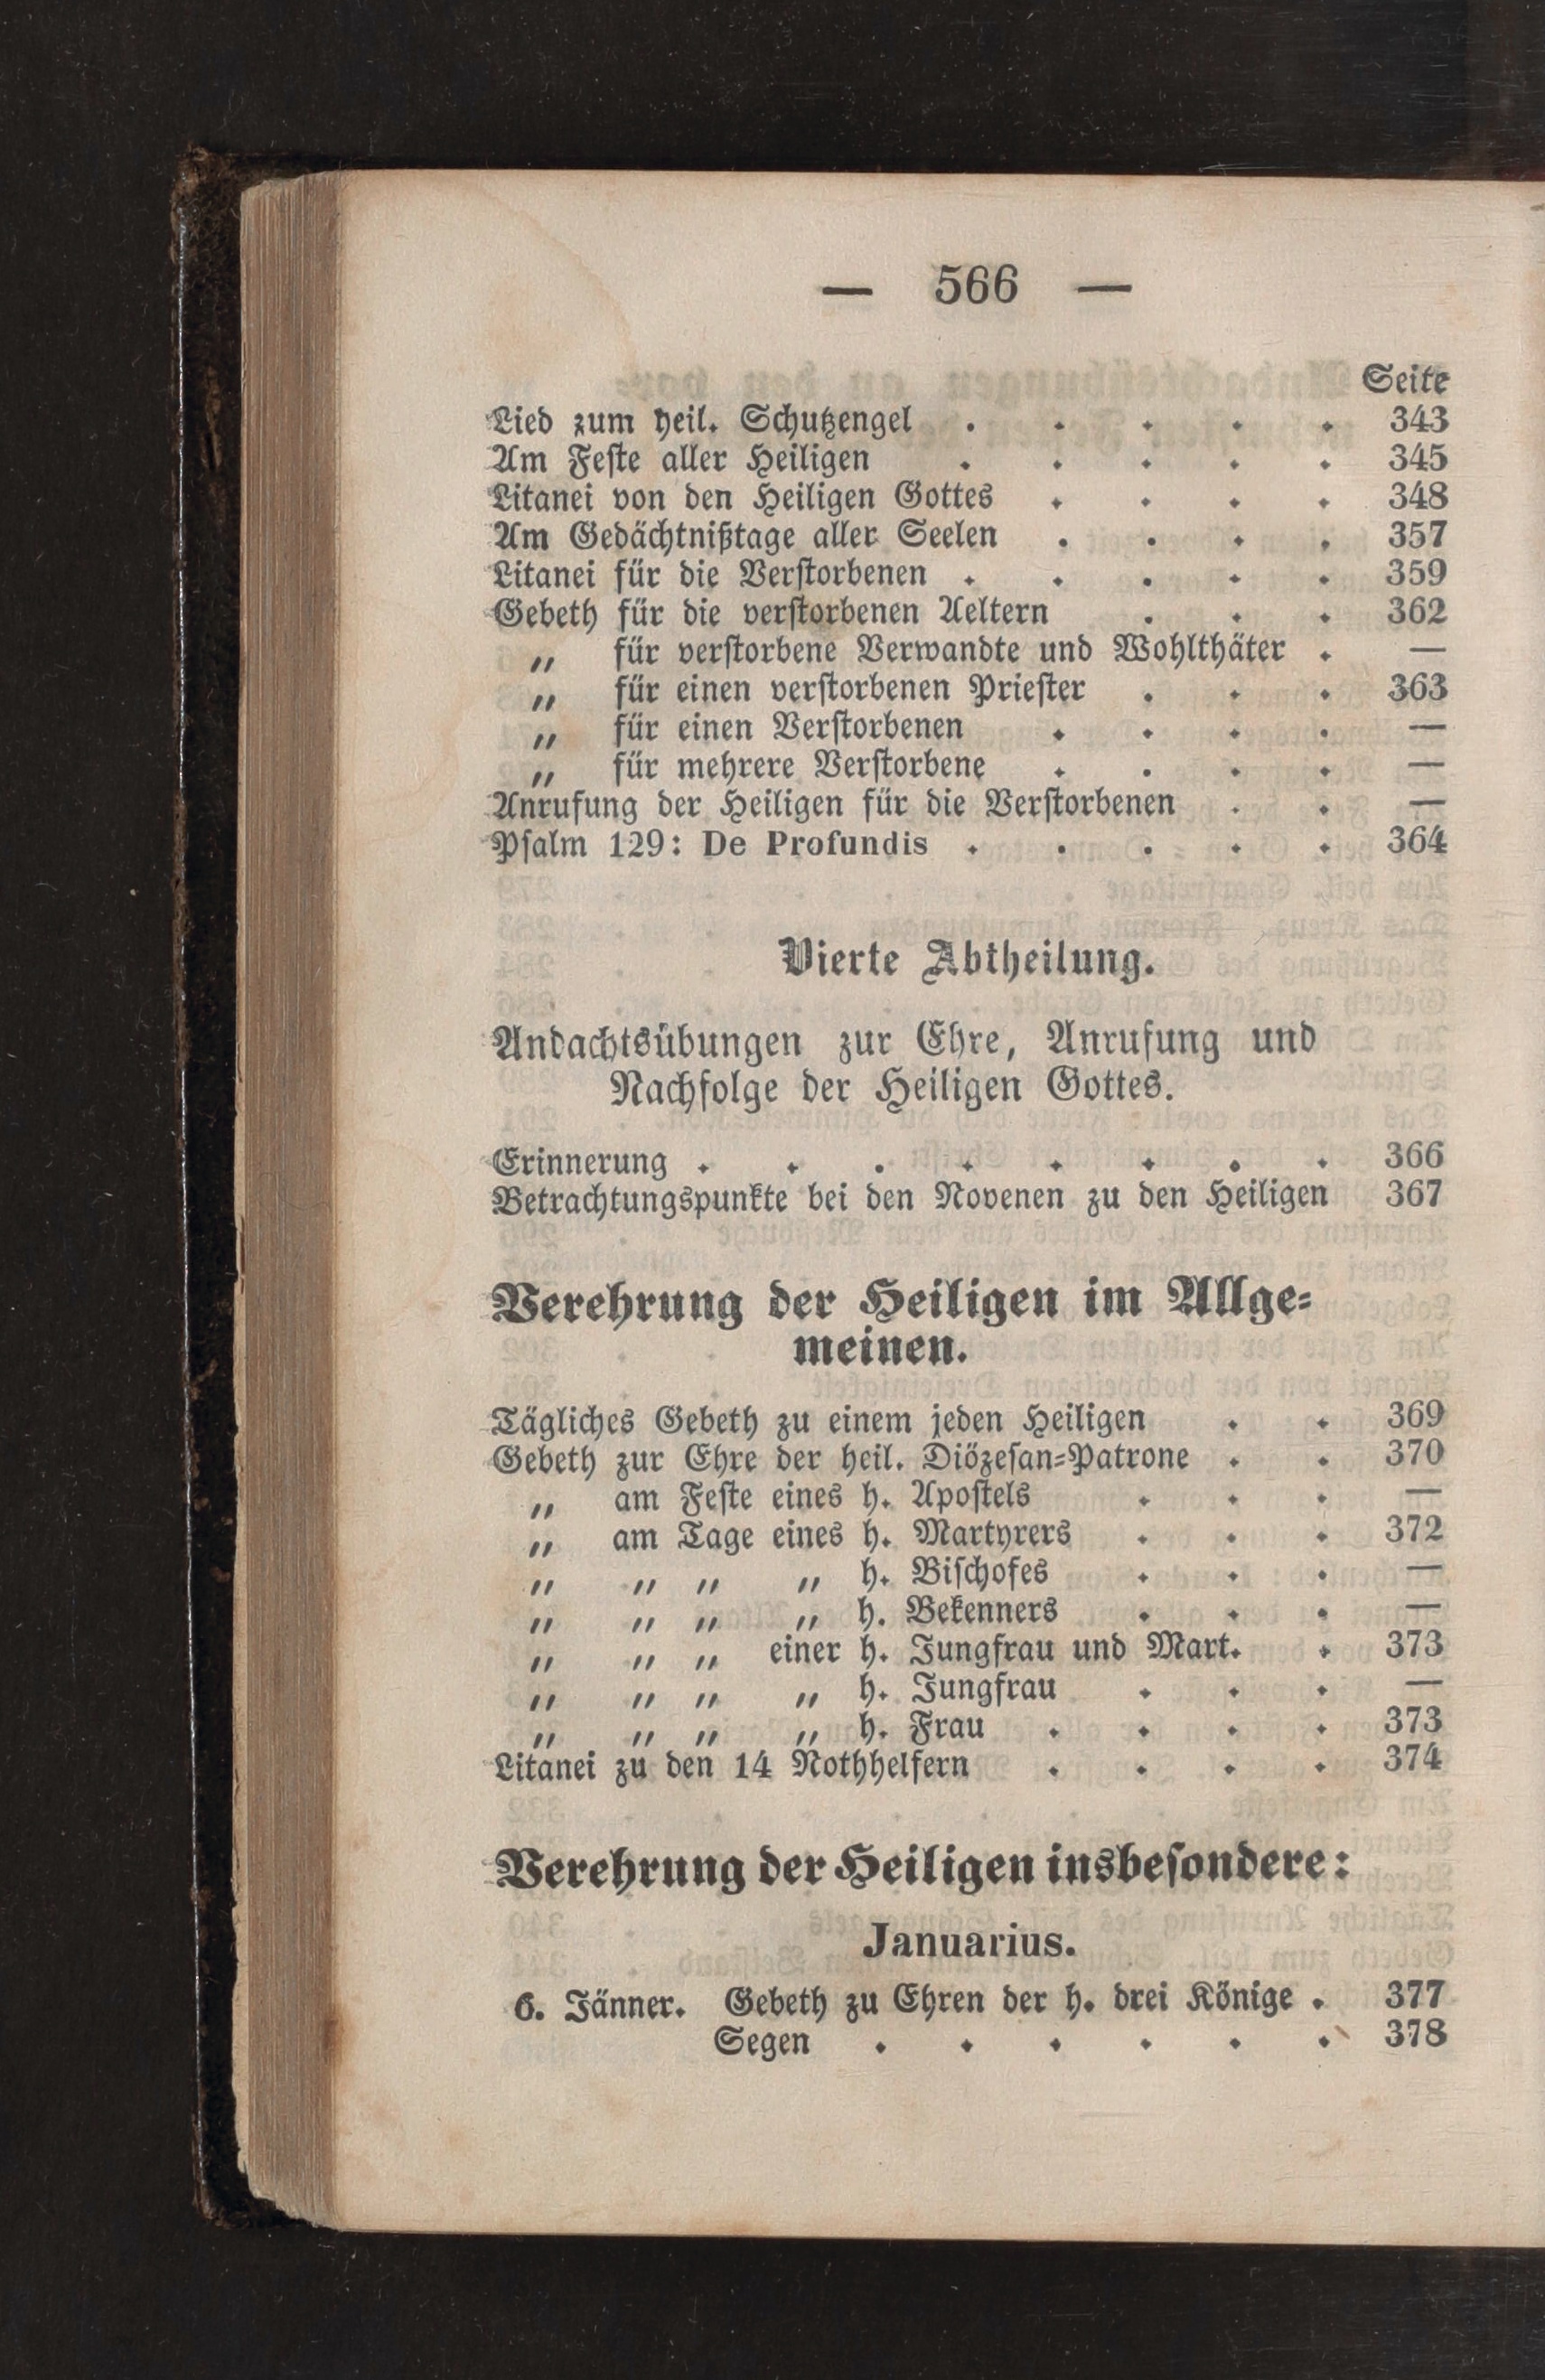 — 566 —
Seite
Lied zum heil. Schutzengel . . . . . 343
Am Feste aller Heiligen . . . . . 345
Litanei von den Heiligen Gottes . . . . 348
Am Gedächtnißtage aller Seelen . . . . 357
Litanei für die Verstorbenen . . . . . 359
Gebeth für die verstorbenen Aeltern . . . 362
„ für verstorbene Verwandte und Wohlthäter . —
„ für einen verstorbenen Priester . . . 363
„ für einen Verstorbenen . . . . —
„ für mehrere Verstorbene . . . . —
Anrufung der Heiligen für die Verstorbenen . . —
Psalm 129: De Profundis . . . . . 364
Vierte Abtheilung.
Andachtsübungen zur Ehre, Anrufung und
Nachfolge der Heiligen Gottes.
Erinnerung . . . . . . . . 366
Betrachtungspunkte bei den Novenen zu den Heiligen 367
Verehrung der Heiligen im Allge-
meinen.
Tägliches Gebeth zu einem jeden Heiligen . . 369
Gebeth zur Ehre der heil. Diözesan-Patrone . . 370
„ am Feste eines h. Apostels . . . —
„ am Tage eines h. Martyrers . . . 372
„ „ „ „ h. Bischofes . . . —
„ „ „ „ h. Bekenners . . . —
„ „ „ einer h. Jungfrau und Mart. . 373
„ „ „ „ h. Jungfrau . . . —
„ „ „ „ h. Frau . . . . 373
Litanei zu den 14 Nothhelfern . . . . 374
Verehrung der Heiligen insbesondere:
Januarius.
6. Jänner. Gebeth zu Ehren der h. drei Könige . 377
Segen . . . . . . 378